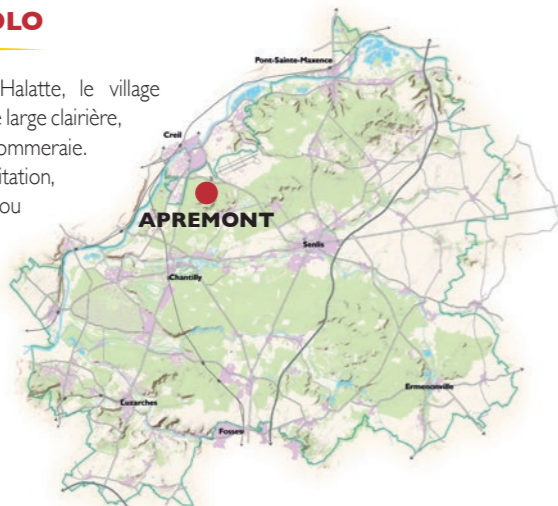 OLO
Halatte, le village
large clairière,
ommeraie.
itation,
ou
Pont-Sainte-Maxence
Creil
APREMONT
Senlis
Chantilly
Ermenonville
Luzarches
Fosses